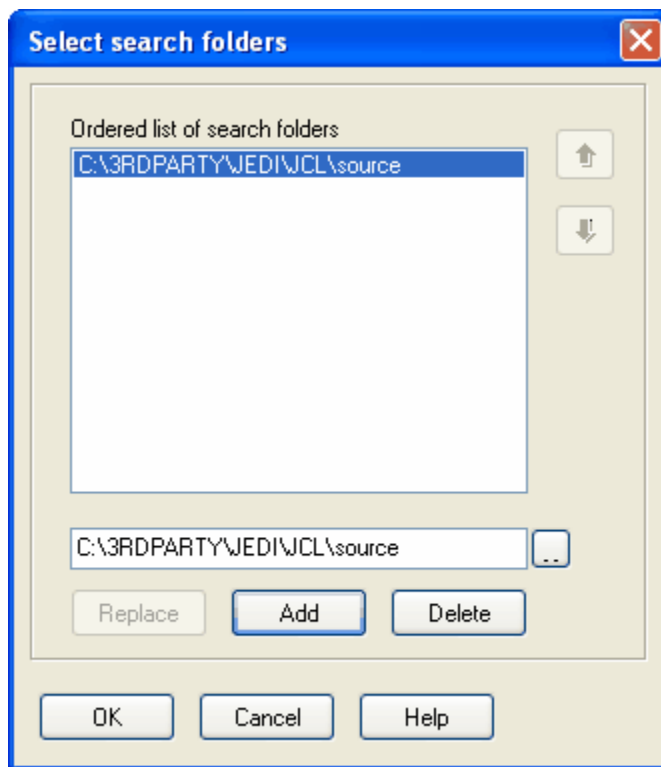 Select search folders
Ordered list of search folders
C:\3RDPARTY\JEDI\JCL\source
C:\3RDPARTY\JEDI\JCL\source
..
Replace
Add
Delete
OK
Cancel
Help